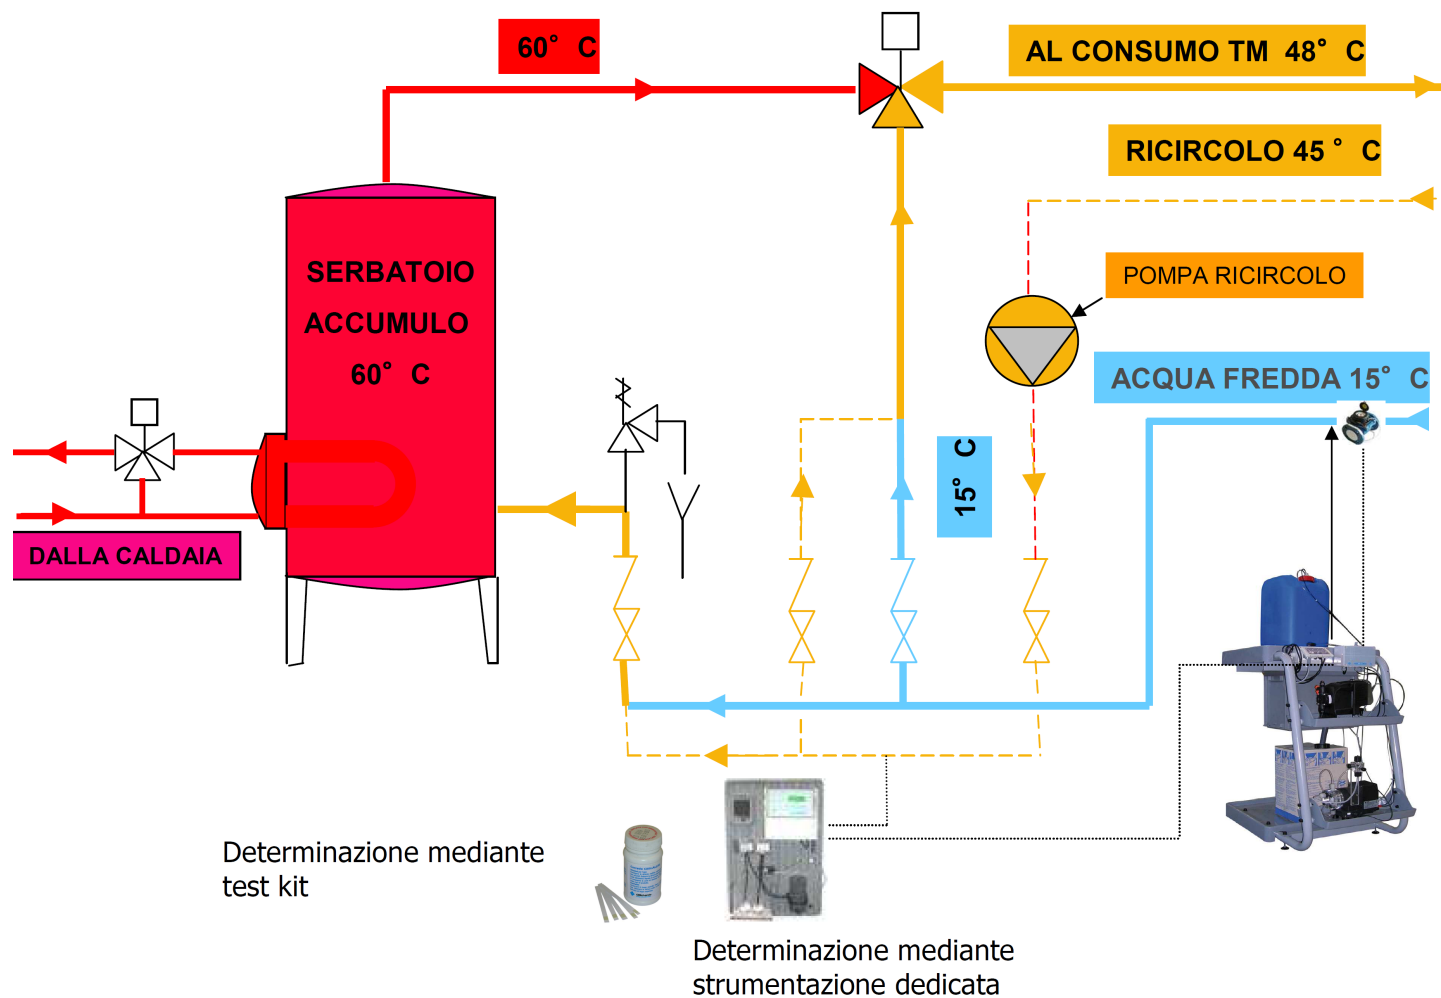 60° C
AL CONSUMO TM 48° C
RICIRCOLO 45 ° C
SERBATOIO
ACCUMULO
60° C
POMPA RICIRCOLO
ACQUA FREDDA 15° C
15° C
DALLA CALDAIA
Determinazione mediante
test kit
Determinazione mediante
strumentazione dedicata